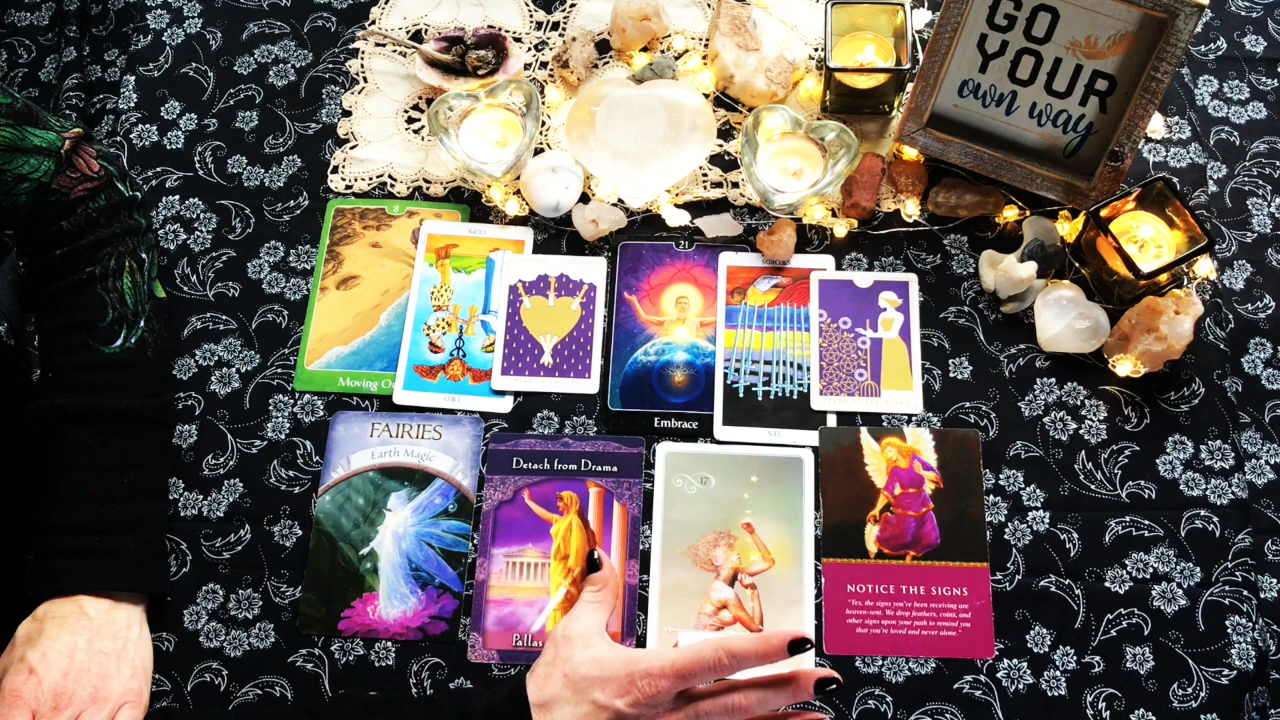 GO
YOUR
own way
8
21
Moving On
Embrace
SWORDS
FAIRIES
Earth Magic
Detach from Drama
Pallas
17
NOTICE THE SIGNS
"Yes, the signs you've been receiving are
heaven-sent. We drop feathers, coins, and
other signs upon your path to remind you
that you're loved and never alone."